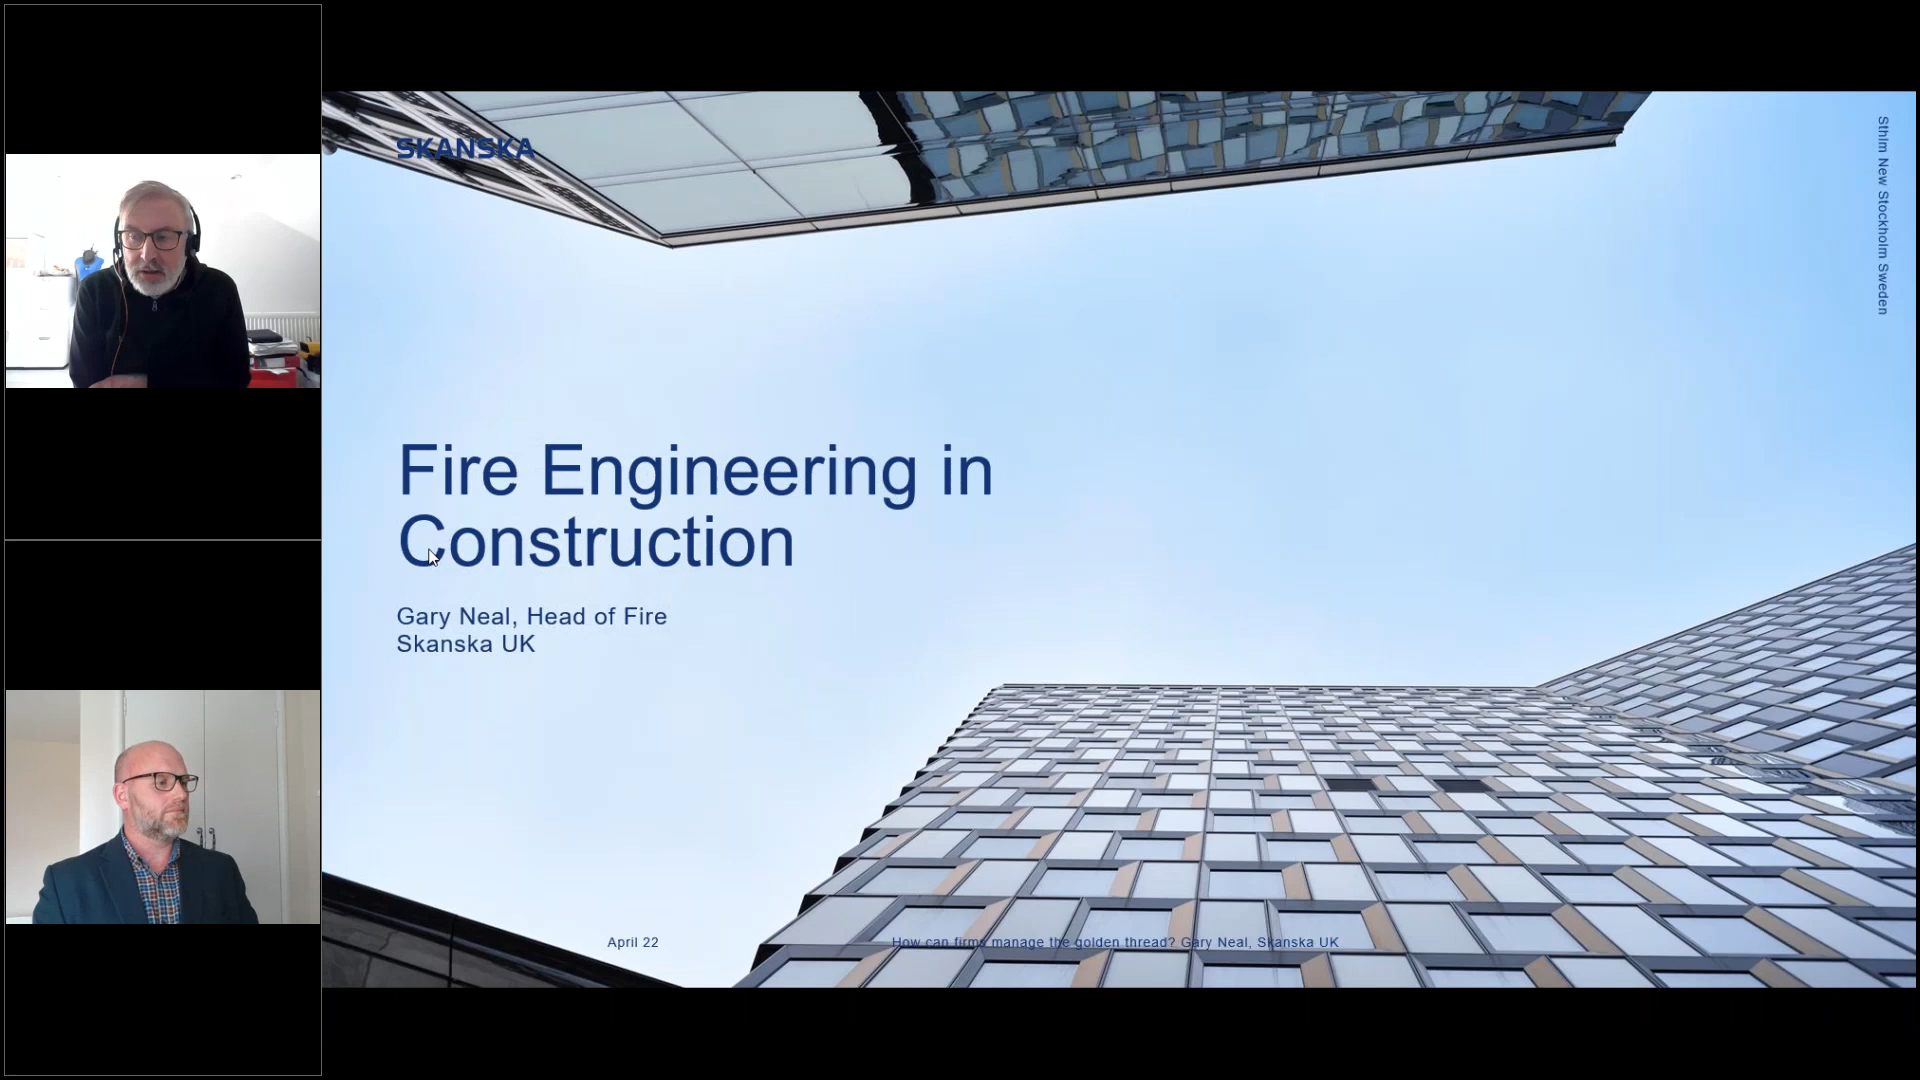 SKANSKA
Sthlm New Stockholm Sweden
Fire Engineering in
Construction
Gary Neal, Head of Fire
Skanska UK
April 22
How can firms manage the golden thread? Gary Neal, Skanska UK